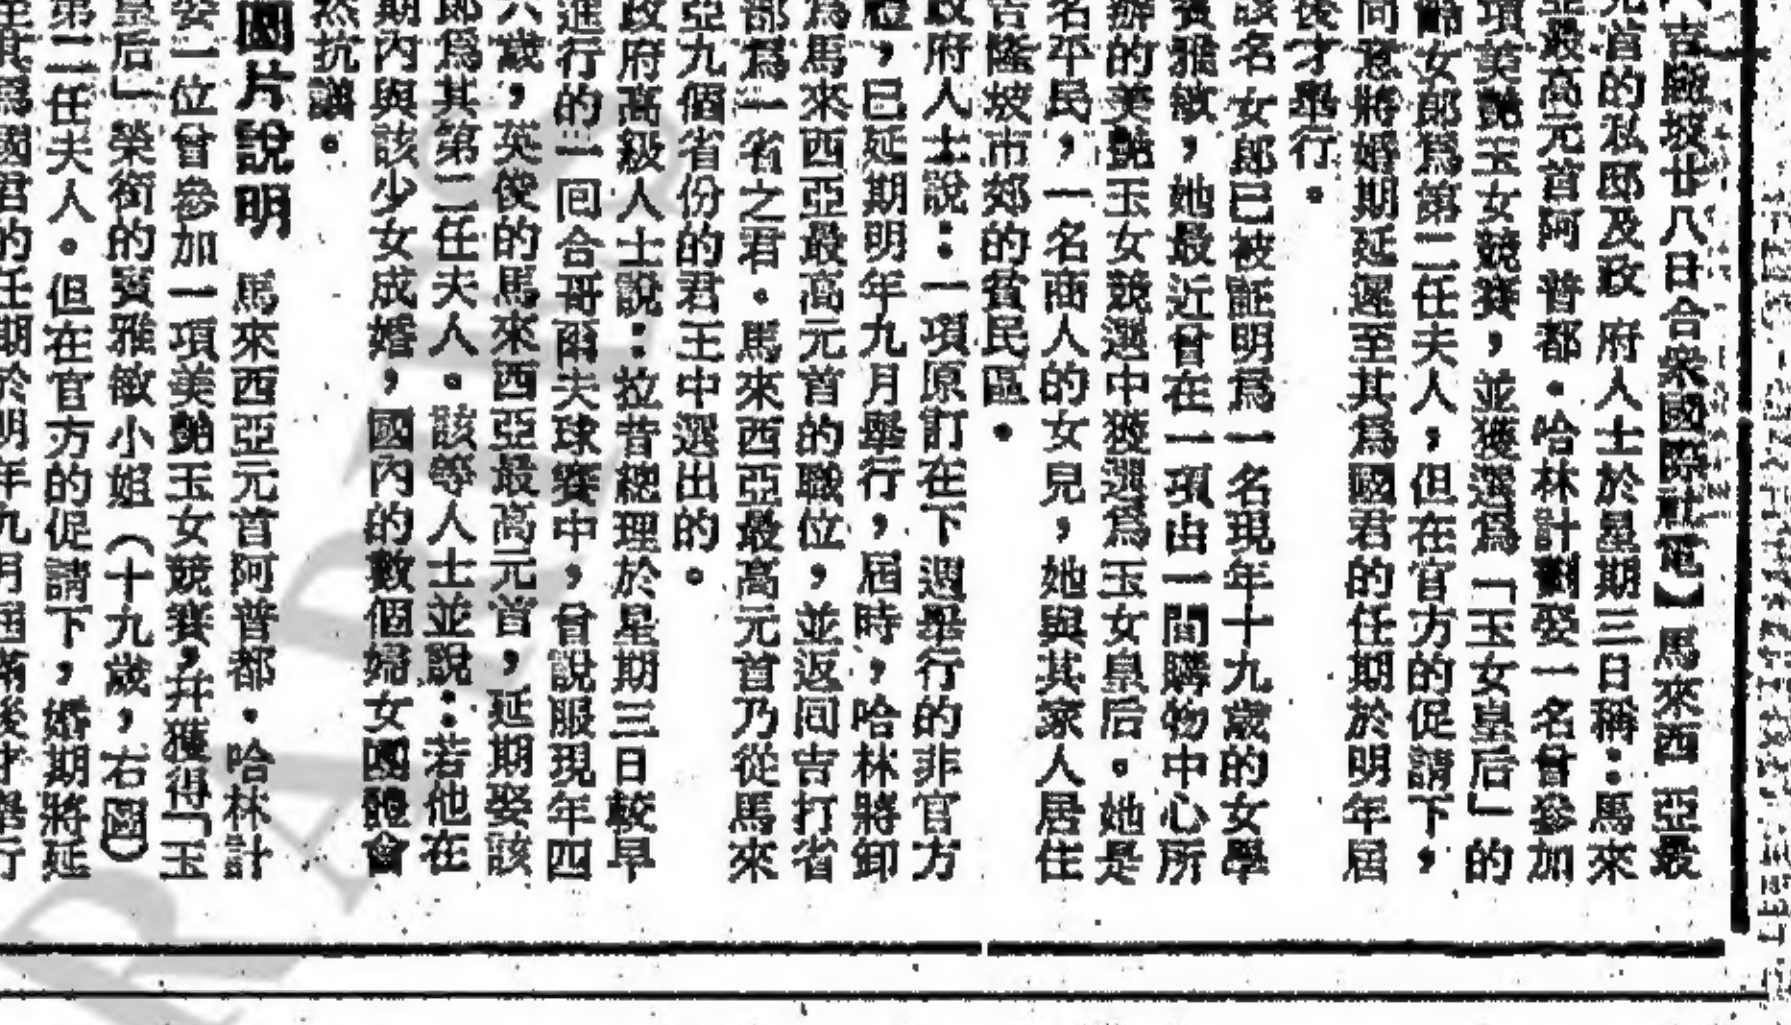 吉隆坡廿八日合衆國際社電】馬來西亞最
元首的私邸及政府人士於星期三日稱：馬來
亞最高元首阿普都・哈林計劃娶一名曾參加
項美艷玉女競賽，並獲選爲「玉女皇后」的
齡女郎爲第二任夫人，但在官方的促請下，
同意將婚期延遲至其爲國君的任期於明年屆
後才舉行。
該名女郎已被証明爲一名現年十九歲的女學
雅敏，她最近曾在一項由一間購物中心所
辦的美艷玉女競選中獲選爲玉女皇后。她是
名平民，一名商人的女兒，她與其家人居住
吉隆坡市郊的貧民區。
政府人士說：一項原訂在下週舉行的非官方
禮，已延期明年九月舉行，屆時，哈林將卸
爲馬來西亞最高元首的職位，並返回吉打省
部爲一省之君。馬來西亞最高元首乃從馬來
亞九個省份的君王中選出的。
政府高級人士說：拉昔總理於星期三日較早
進行的一回合哥爾夫球賽中，曾說服現年四
六歲，英俊的馬來西亞最高元首，延期娶該
郎爲其第二任夫人。該等人士並說：若他在
期內與該少女成婚，國內的數個婦女團體會
然抗議。
圖片說明 馬來西亞元首阿普都・哈林計
娶一位曾參加一項美艷玉女競賽，幷獲得「玉
皇后」榮銜的雅敏小姐（十九歲，右圖）
第二任夫人。但在官方的促請下，婚期將延
至其爲國君的任期於明年九月屆滿後才舉行